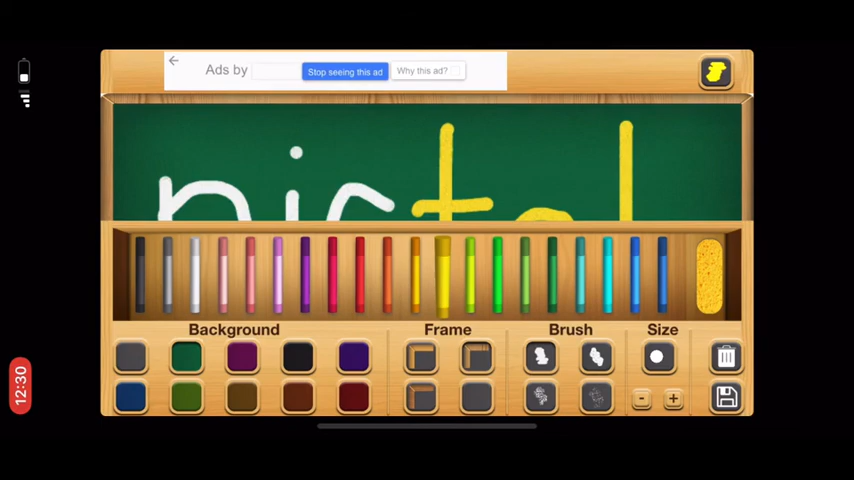 Ads by
Stop seeing this ad
Why this ad?
Background
Frame
Brush
Size
-
+
12:30